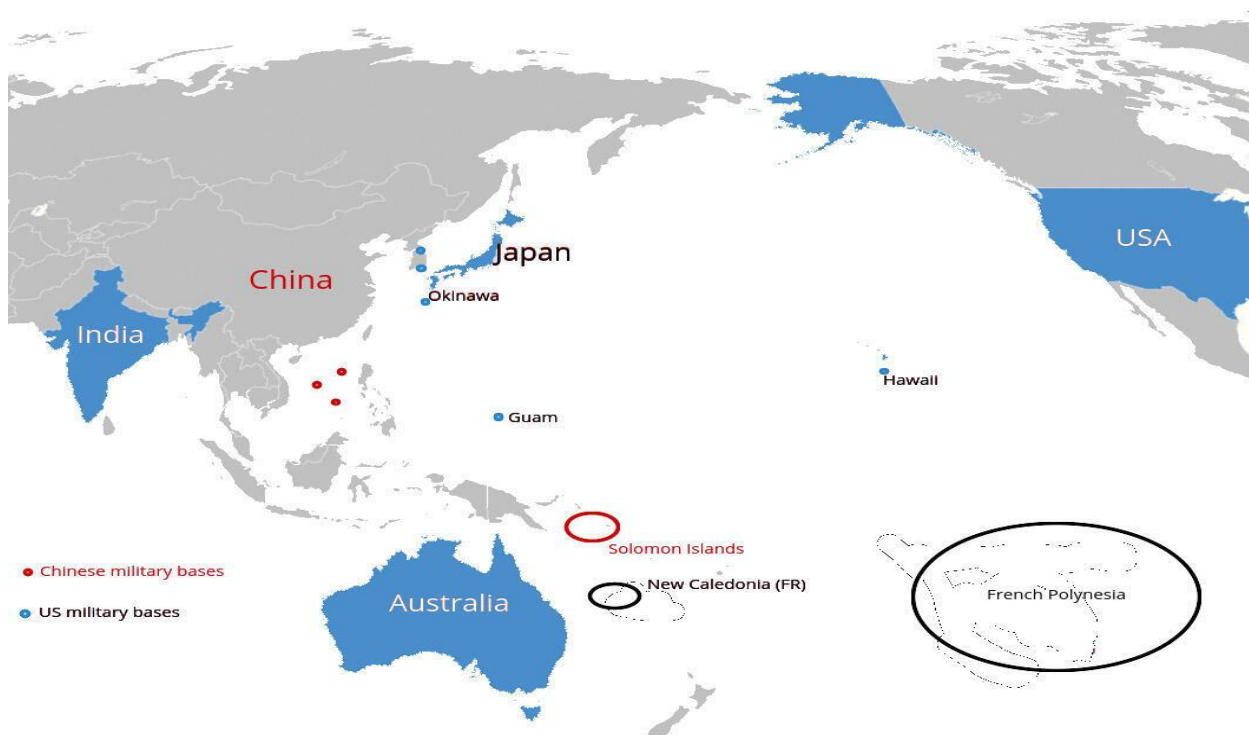 USA
Japan
China
Okinawa
India
Hawaii
Guam
Solomon Islands
Chinese military bases
New Caledonia (FR)
French Polynesia
Australia
US military bases